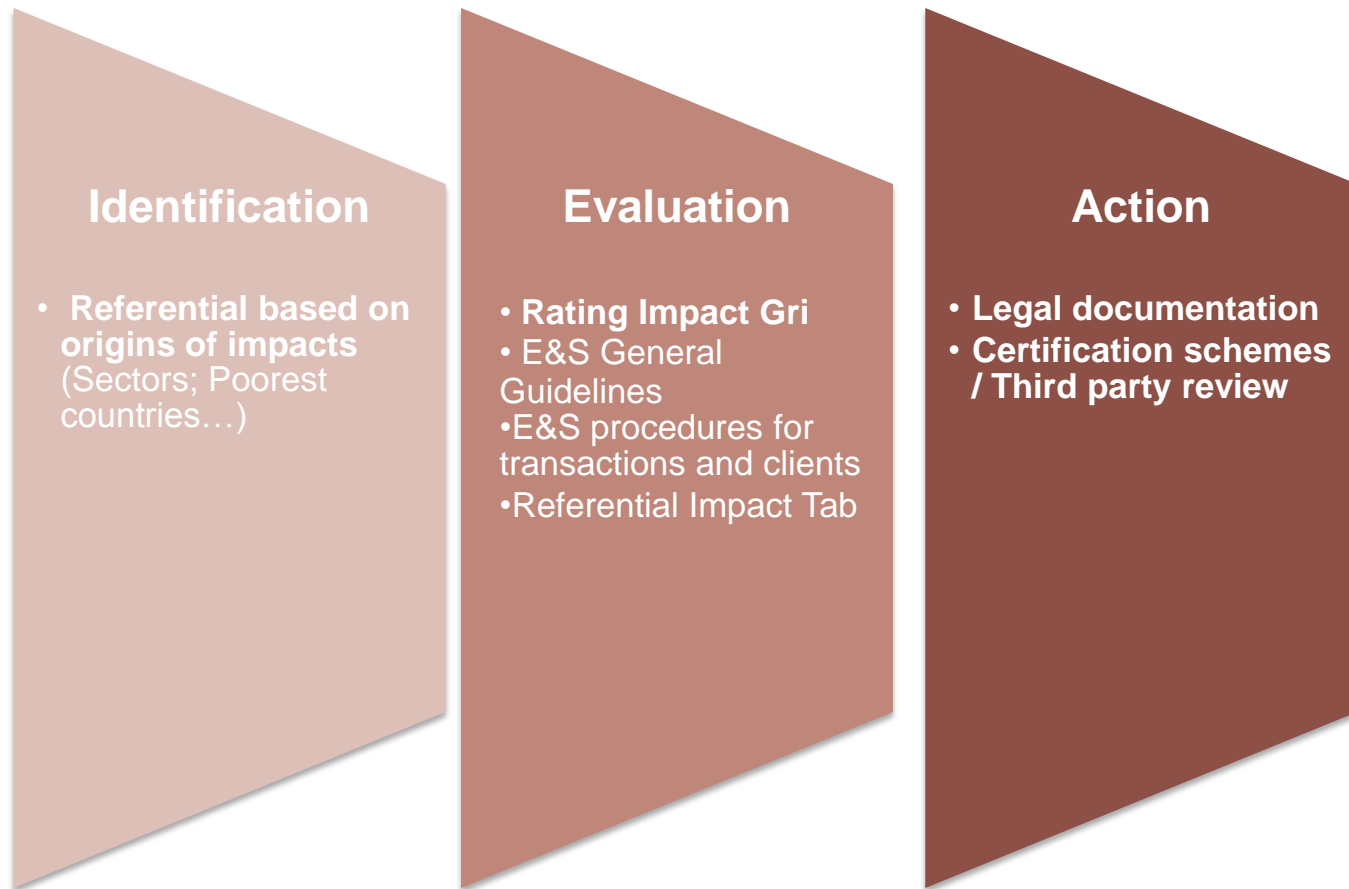 Identification
• Referential based on
origins of impacts
(Sectors; Poorest
countries…)
Evaluation
• Rating Impact Gri
• E&S General
Guidelines
•E&S procedures for
transactions and clients
•Referential Impact Tab
Action
• Legal documentation
• Certification schemes
/ Third party review